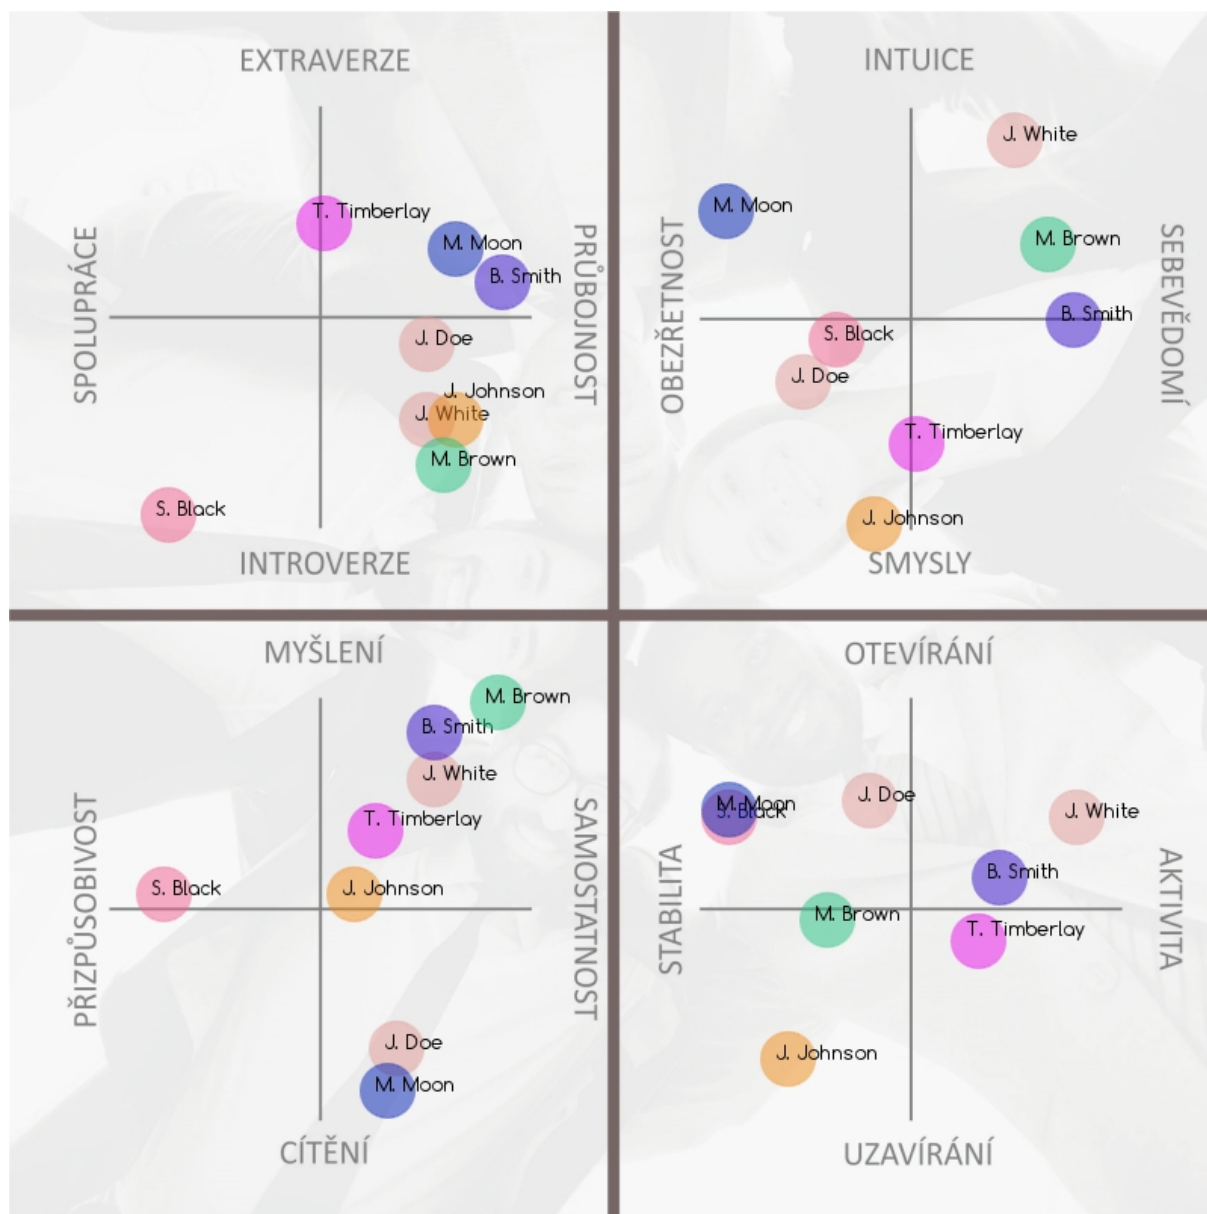 EXTRAVERZE
T. Timberlay
M. Moon
B. Smith
SPOLUPRÁCE
PRŮBOJNOST
J. Doe
J. Johnson
J. White
M. Brown
S. Black
INTROVERZE
INTUICE
J. White
M. Moon
M. Brown
OBEZŘETNOST
SEBEVĚDOMÍ
B. Smith
S. Black
J. Doe
T. Timberlay
J. Johnson
SMYSLY
MYŠLENÍ
M. Brown
B. Smith
J. White
T. Timberlay
PŘIZPŮSOBIVOST
SAMOSTATNOST
S. Black
J. Johnson
J. Doe
M. Moon
CÍTĚNÍ
OTEVÍRÁNÍ
J. Doe
M. Moon
S. Black
J. White
B. Smith
STABILITA
AKTIVITA
M. Brown
T. Timberlay
J. Johnson
UZAVÍRÁNÍ